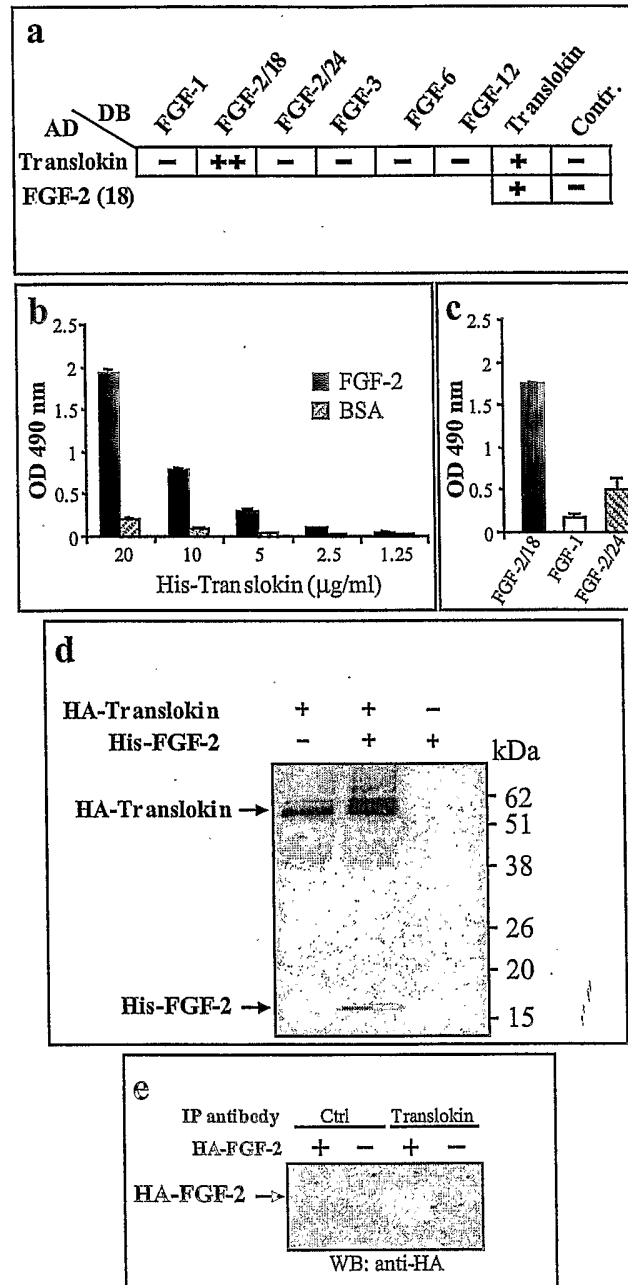 a
AD DB FGF-1 FGF-2/18 FGF-2/24 FGF-3 FGF-6 FGF-12 Translokin Contr.
Translokin - ++ - - - - + -
FGF-2 (18) + -
b
OD 490 nm
2.5
2
1.5
1
0.5
0
FGF-2
BSA
20 10 5 2.5 1.25
His-Translokin (μg/ml)
c
OD 490 nm
2.5
2
1.5
1
0.5
0
FGF-2/18 FGF-1 FGF-2/24
d
HA-Translokin + + -
His-FGF-2 - + +
kDa
HA-Translokin
62
51
38
26
20
His-FGF-2
15
e
IP antibody Ctrl Translokin
HA-FGF-2 + - + -
HA-FGF-2
WB: anti-HA